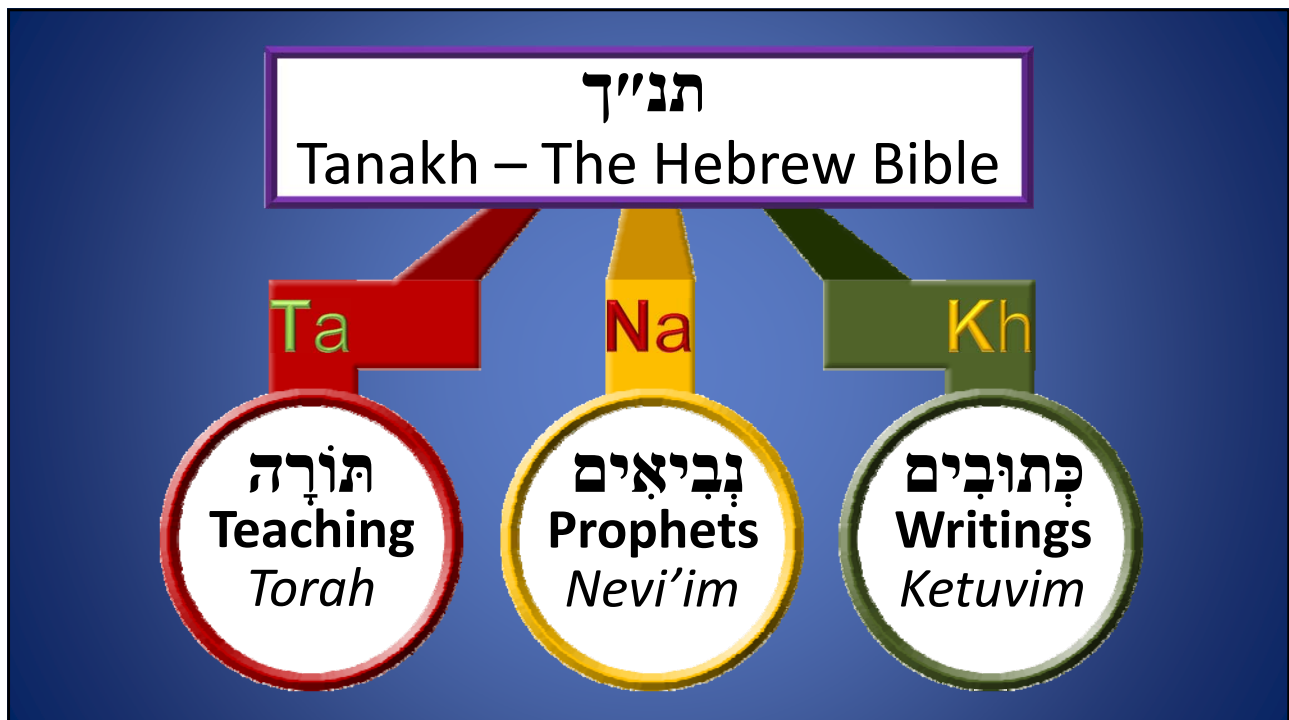 תנ״ך
Tanakh – The Hebrew Bible
Ta
Na
Kh
תּוֹרָה
Teaching
Torah
נְבִיאִים
Prophets
Nevi’im
כְּתוּבִים
Writings
Ketuvim